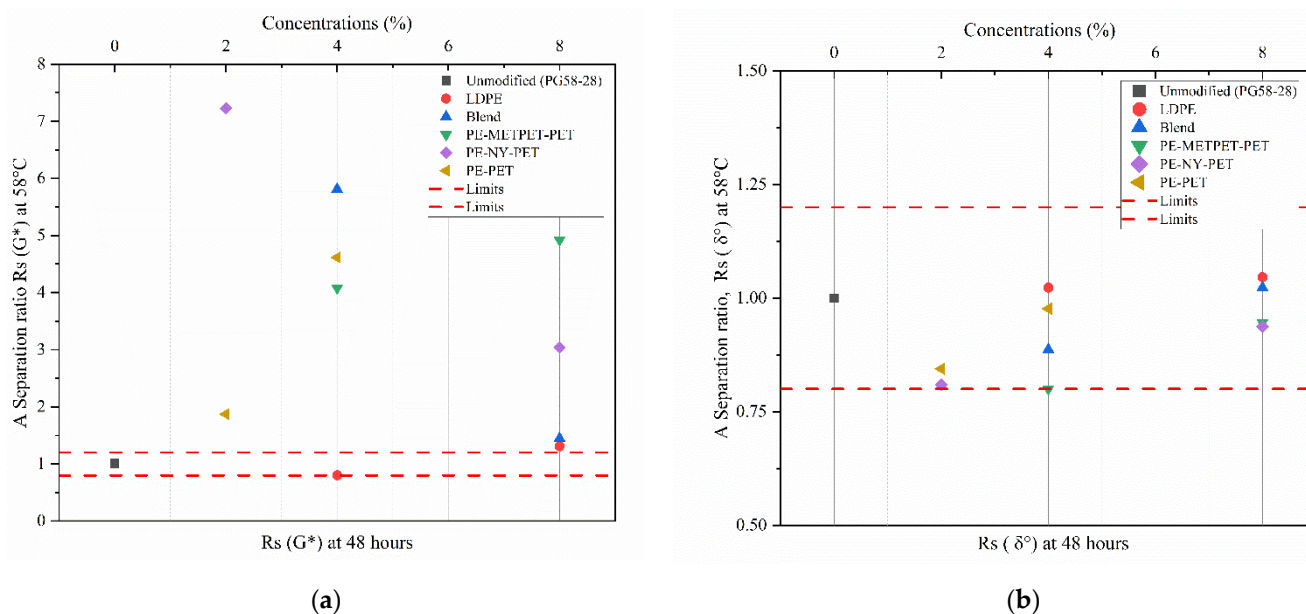 Concentrations (%)
0 2 4 6 8
8
7
6
5
4
3
2
1
0
A Separation ratio Rs (G*) at 58°C
Unmodified (PG58-28)
LDPE
Blend
PE-METPET-PET
PE-NY-PET
PE-PET
Limits
Limits
Rs (G*) at 48 hours
(a)
Concentrations (%)
0 2 4 6 8
1.50
1.25
1.00
0.75
0.50
A Separation ratio, Rs ( δ°) at 58°C
Unmodified (PG58-28)
LDPE
Blend
PE-METPET-PET
PE-NY-PET
PE-PET
Limits
Limits
Rs ( δ°) at 48 hours
(b)